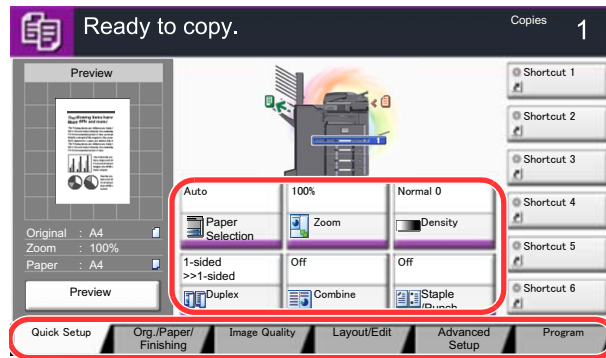 Ready to copy.
Copies 1
Preview
Original : A4
Zoom : 100%
Paper : A4
Preview
1
Auto
Paper
Selection
100%
Zoom
Normal 0
Density
1-sided
>>1-sided
Duplex
Off
Combine
Off
Staple
/Punch
Shortcut 1
Shortcut 2
Shortcut 3
Shortcut 4
Shortcut 5
Shortcut 6
Quick Setup
Org./Paper/
Finishing
Image Quality
Layout/Edit
Advanced
Setup
Program